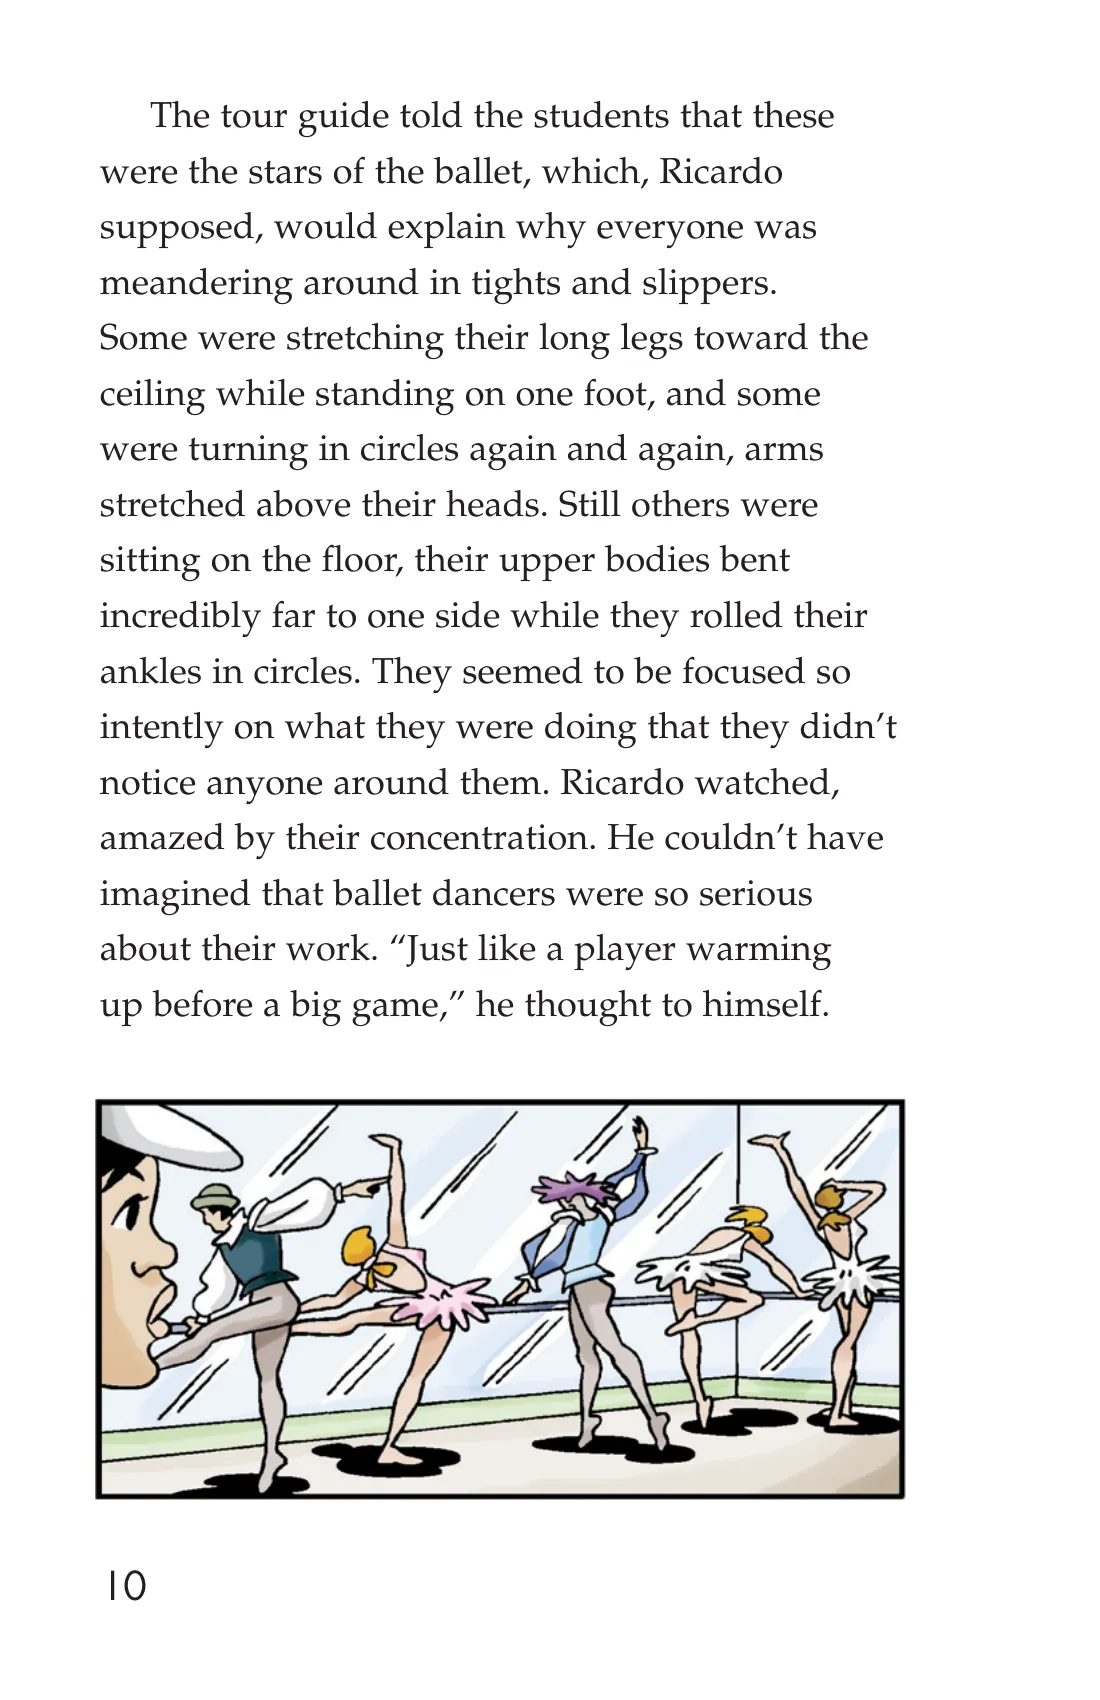 The tour guide told the students that these
were the stars of the ballet, which, Ricardo
supposed, would explain why everyone was
meandering around in tights and slippers.
Some were stretching their long legs toward the
ceiling while standing on one foot, and some
were turning in circles again and again, arms
stretched above their heads. Still others were
sitting on the floor, their upper bodies bent
incredibly far to one side while they rolled their
ankles in circles. They seemed to be focused so
intently on what they were doing that they didn’t
notice anyone around them. Ricardo watched,
amazed by their concentration. He couldn’t have
imagined that ballet dancers were so serious
about their work. “Just like a player warming
up before a big game,” he thought to himself.
10